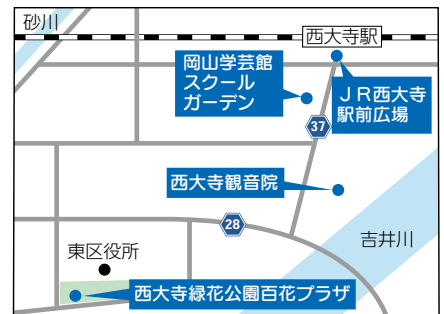 砂川
西大寺駅
岡山学芸館
スクール
ガーデン
JR西大寺
駅前広場
37
西大寺観音院
28
吉井川
東区役所
西大寺緑花公園百花プラザ